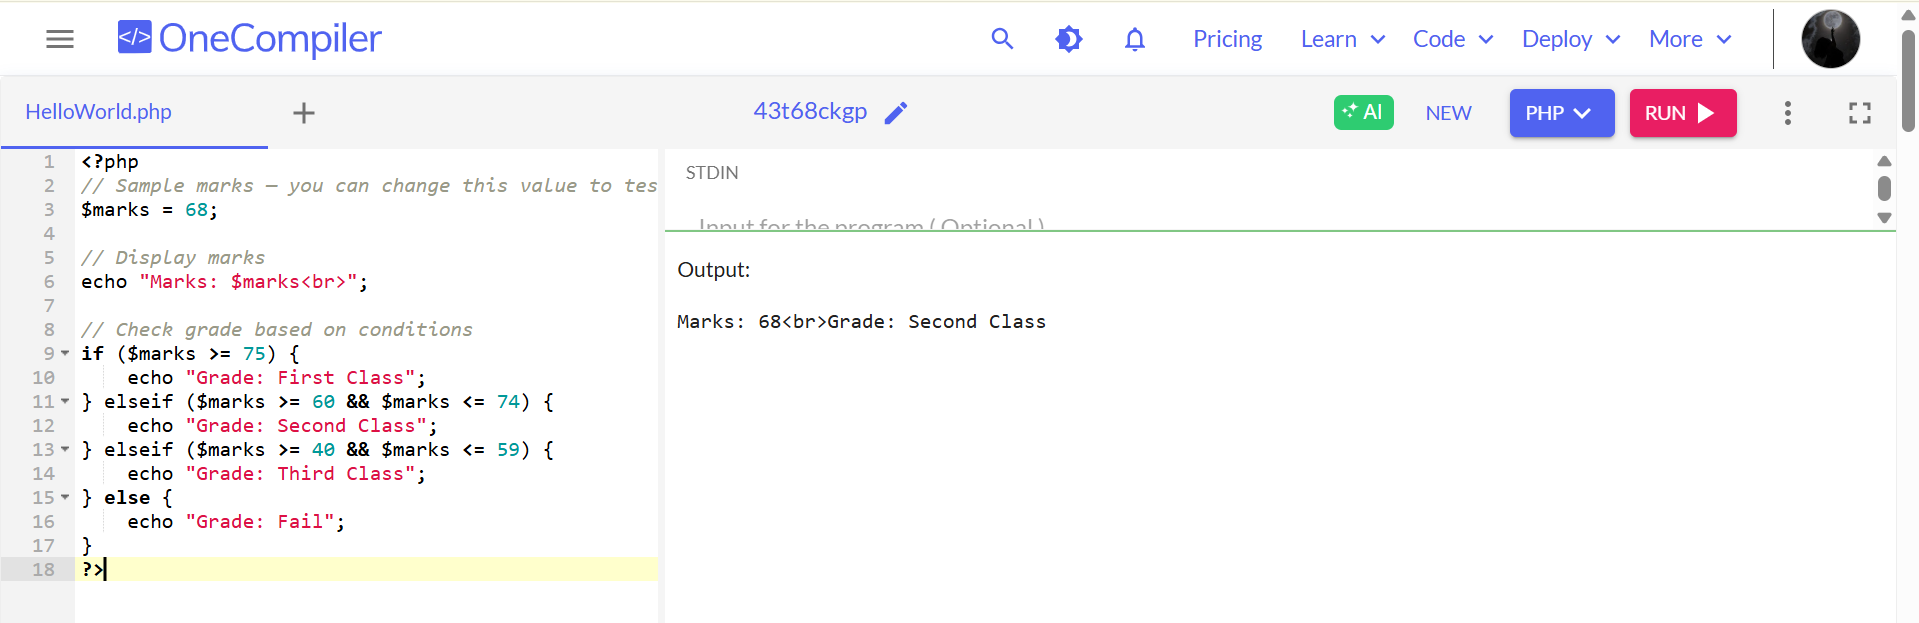 </> OneCompiler
Pricing Learn Code Deploy More
HelloWorld.php + 43t68ckgp AI NEW PHP RUN
1 <?php
2 // Sample marks – you can change this value to tes
3 $marks = 68;
4
5 // Display marks
6 echo "Marks: $marks<br>";
7
8 // Check grade based on conditions
9 if ($marks >= 75) {
10 echo "Grade: First Class";
11 } elseif ($marks >= 60 && $marks <= 74) {
12 echo "Grade: Second Class";
13 } elseif ($marks >= 40 && $marks <= 59) {
14 echo "Grade: Third Class";
15 } else {
16 echo "Grade: Fail";
17 }
18 ?>
STDIN
Input for the program ( Optional )
Output:
Marks: 68<br>Grade: Second Class